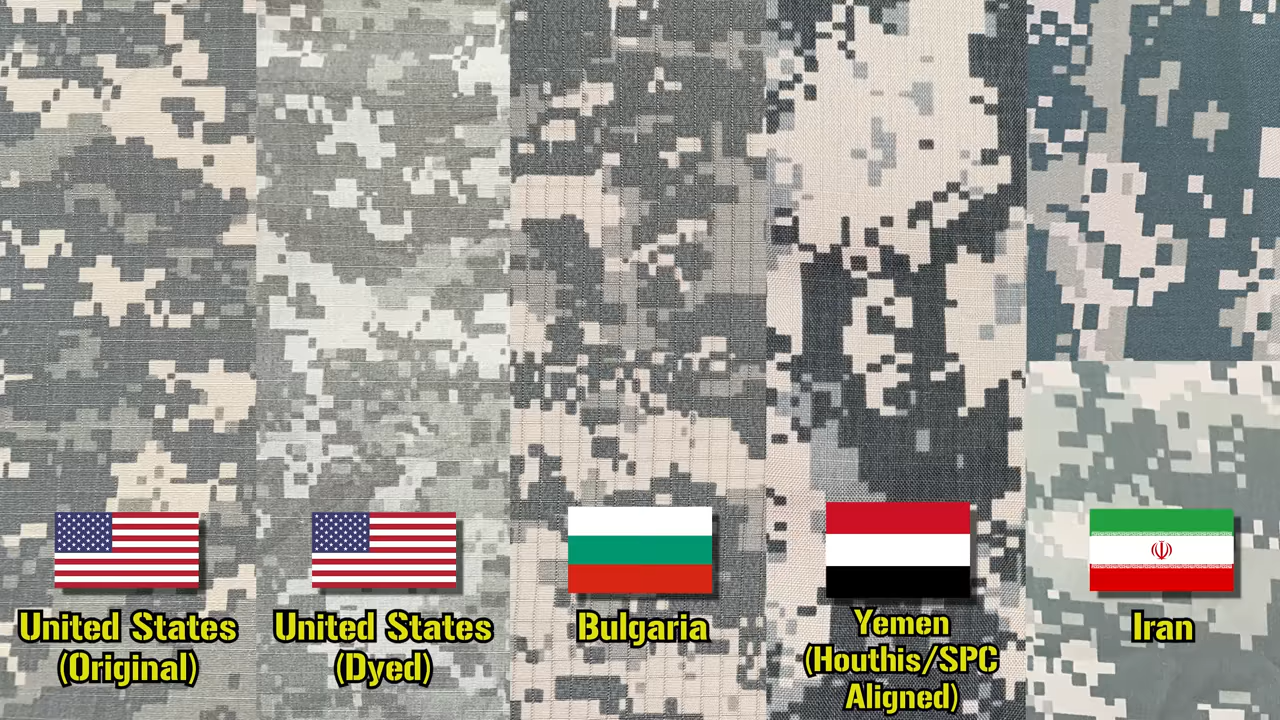 United States
(Original)
United States
(Dyed)
Bulgaria
Yemen
(Houthis/SPC
Aligned)
Iran